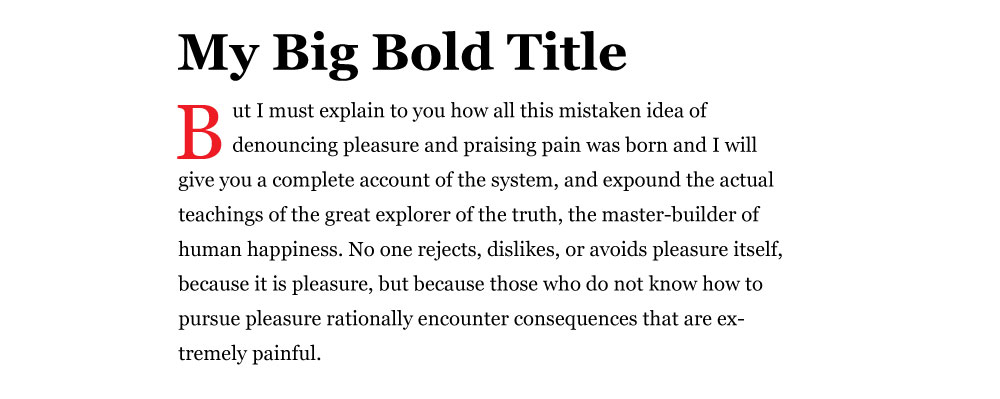 My Big Bold Title
But I must explain to you how all this mistaken idea of
denouncing pleasure and praising pain was born and I will
give you a complete account of the system, and expound the actual
teachings of the great explorer of the truth, the master-builder of
human happiness. No one rejects, dislikes, or avoids pleasure itself,
because it is pleasure, but because those who do not know how to
pursue pleasure rationally encounter consequences that are ex-
tremely painful.